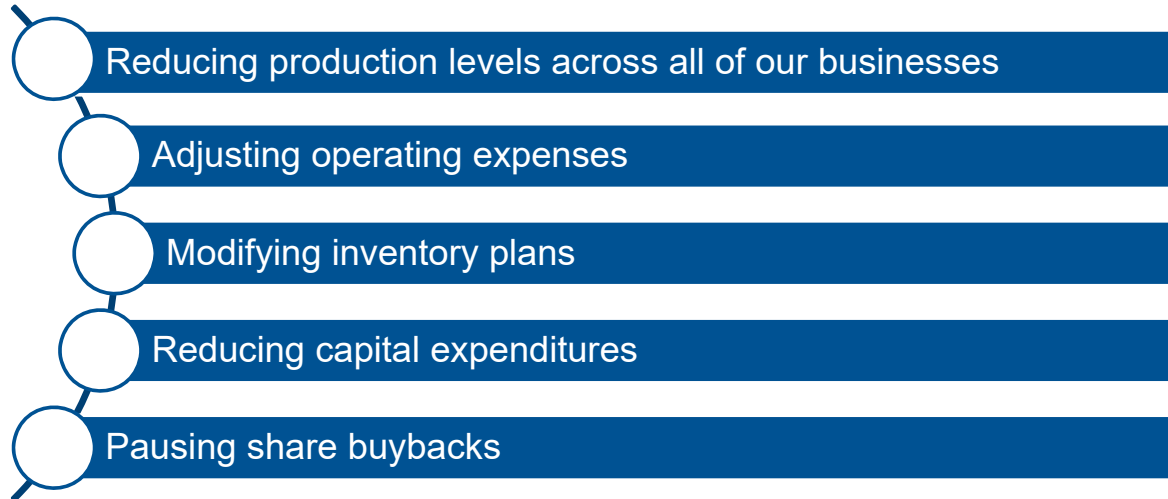 Reducing production levels across all of our businesses
Adjusting operating expenses
Modifying inventory plans
Reducing capital expenditures
Pausing share buybacks